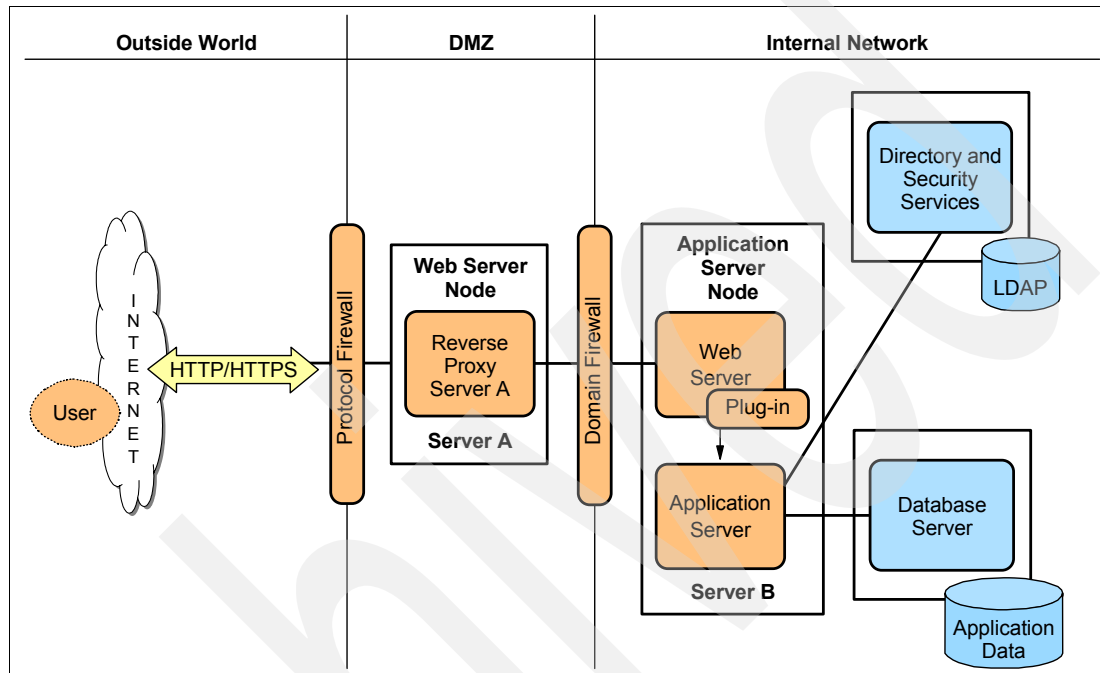 Outside World
DMZ
Internal Network
Directory and
Security
Services
LDAP
Protocol Firewall
Domain Firewall
Web Server
Node
Reverse
Proxy
Server A
Server A
Application
Server
Node
Web
Server
Plug-in
Application
Server
Server B
INTERNET
HTTP/HTTPS
User
Database
Server
Application
Data